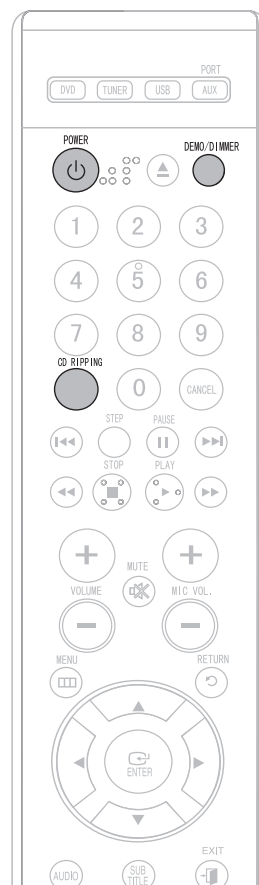 PORT
DVD TUNER USB AUX
POWER
DEMO/DIMMER
1 2 3
4 5 6
7 8 9
CD RIPPING
0 CANCEL
STEP PAUSE
STOP PLAY
MUTE
VOLUME MIC VOL.
MENU RETURN
ENTER
EXIT
AUDIO SUB TITLE